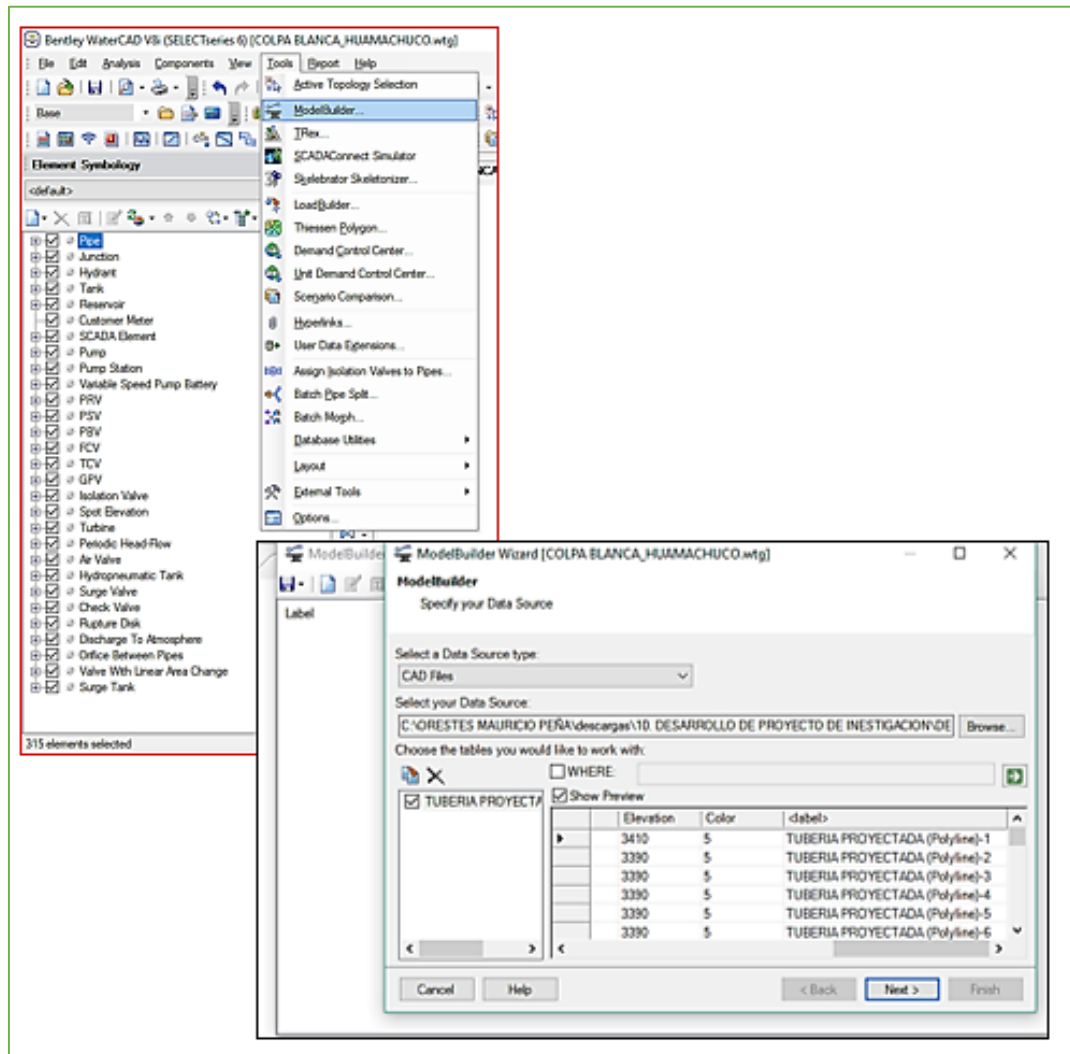 Bentley WaterCAD V8i (SELECTseries 6) [COLPA BLANCA_HUAMACHUCO.wtg]
File Edit Analysis Components View Tools Report Help
Base
Element Symbology
<default>
Pipe
Junction
Hydrant
Tank
Reservoir
Customer Meter
SCADA Element
Pump
Pump Station
Variable Speed Pump Battery
PRV
PSV
PBV
FCV
TCV
GPV
Isolation Valve
Spot Elevation
Turbine
Periodic Head-Flow
Air Valve
Hydropneumatic Tank
Surge Valve
Check Valve
Rupture Disk
Discharge To Atmosphere
Orifice Between Pipes
Valve With Linear Area Change
Surge Tank
315 elements selected
Active Topology Selection
ModelBuilder...
TRex...
SCADAConnect Simulator
Skelebrator Skeletonizer...
LoadBuilder...
Thiessen Polygon...
Demand Control Center...
Unit Demand Control Center...
Scenario Comparison...
Hyperlinks...
User Data Extensions...
Assign Isolation Valves to Pipes...
Batch Pipe Split...
Batch Morph...
Database Utilities
Layout
External Tools
Options...
ModelBuilder
Label
ModelBuilder Wizard [COLPA BLANCA_HUAMACHUCO.wtg]
ModelBuilder
Specify your Data Source
Select a Data Source type:
CAD Files
Select your Data Source:
C:\ORESTES MAURICIO PEÑA\descargas\10. DESARROLLO DE PROYECTO DE INESTIGACION\DE Browse...
Choose the tables you would like to work with:
WHERE:
TUBERIA PROYECTA
Show Preview
Elevation Color <label>
3410 5 TUBERIA PROYECTADA (Polyline)-1
3390 5 TUBERIA PROYECTADA (Polyline)-2
3390 5 TUBERIA PROYECTADA (Polyline)-3
3390 5 TUBERIA PROYECTADA (Polyline)-4
3390 5 TUBERIA PROYECTADA (Polyline)-5
3390 5 TUBERIA PROYECTADA (Polyline)-6
Cancel Help < Back Next > Finish